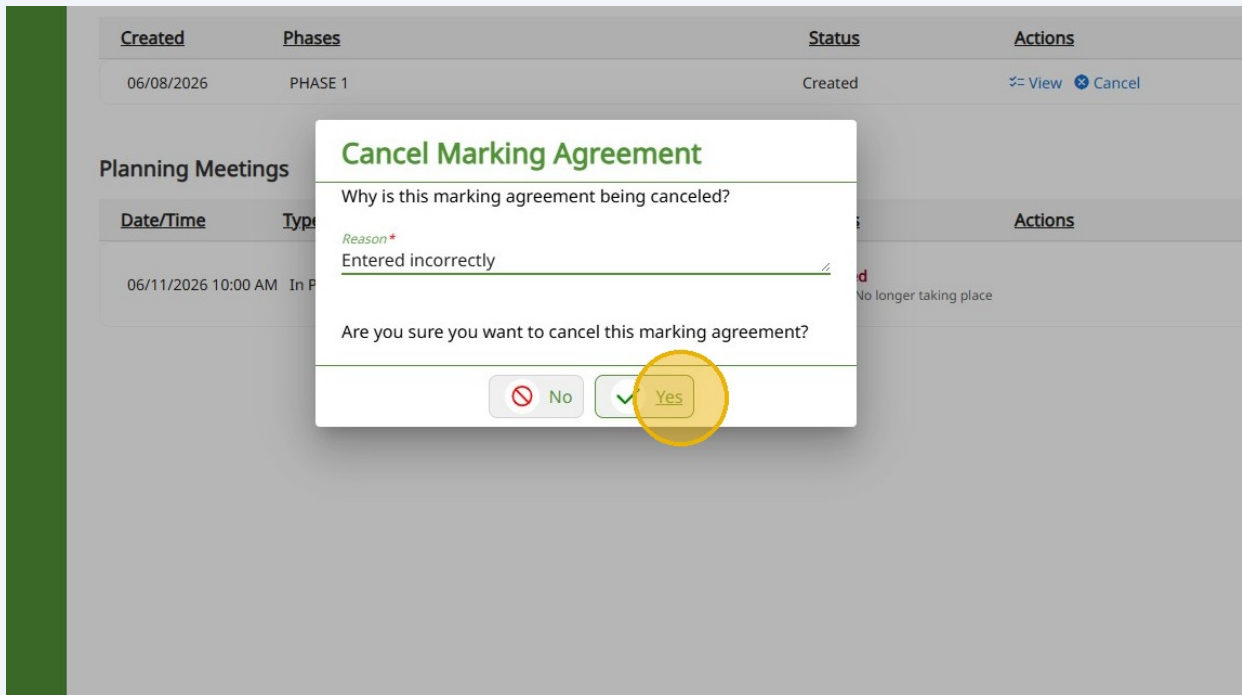 Created Phases Status Actions
06/08/2026 PHASE 1 Created View Cancel
Cancel Marking Agreement
Planning Meetings
Why is this marking agreement being canceled?
Date/Time Actions
Reason*
Entered incorrectly
06/11/2026 10:00 AM In
No longer taking place
Are you sure you want to cancel this marking agreement?
No Yes